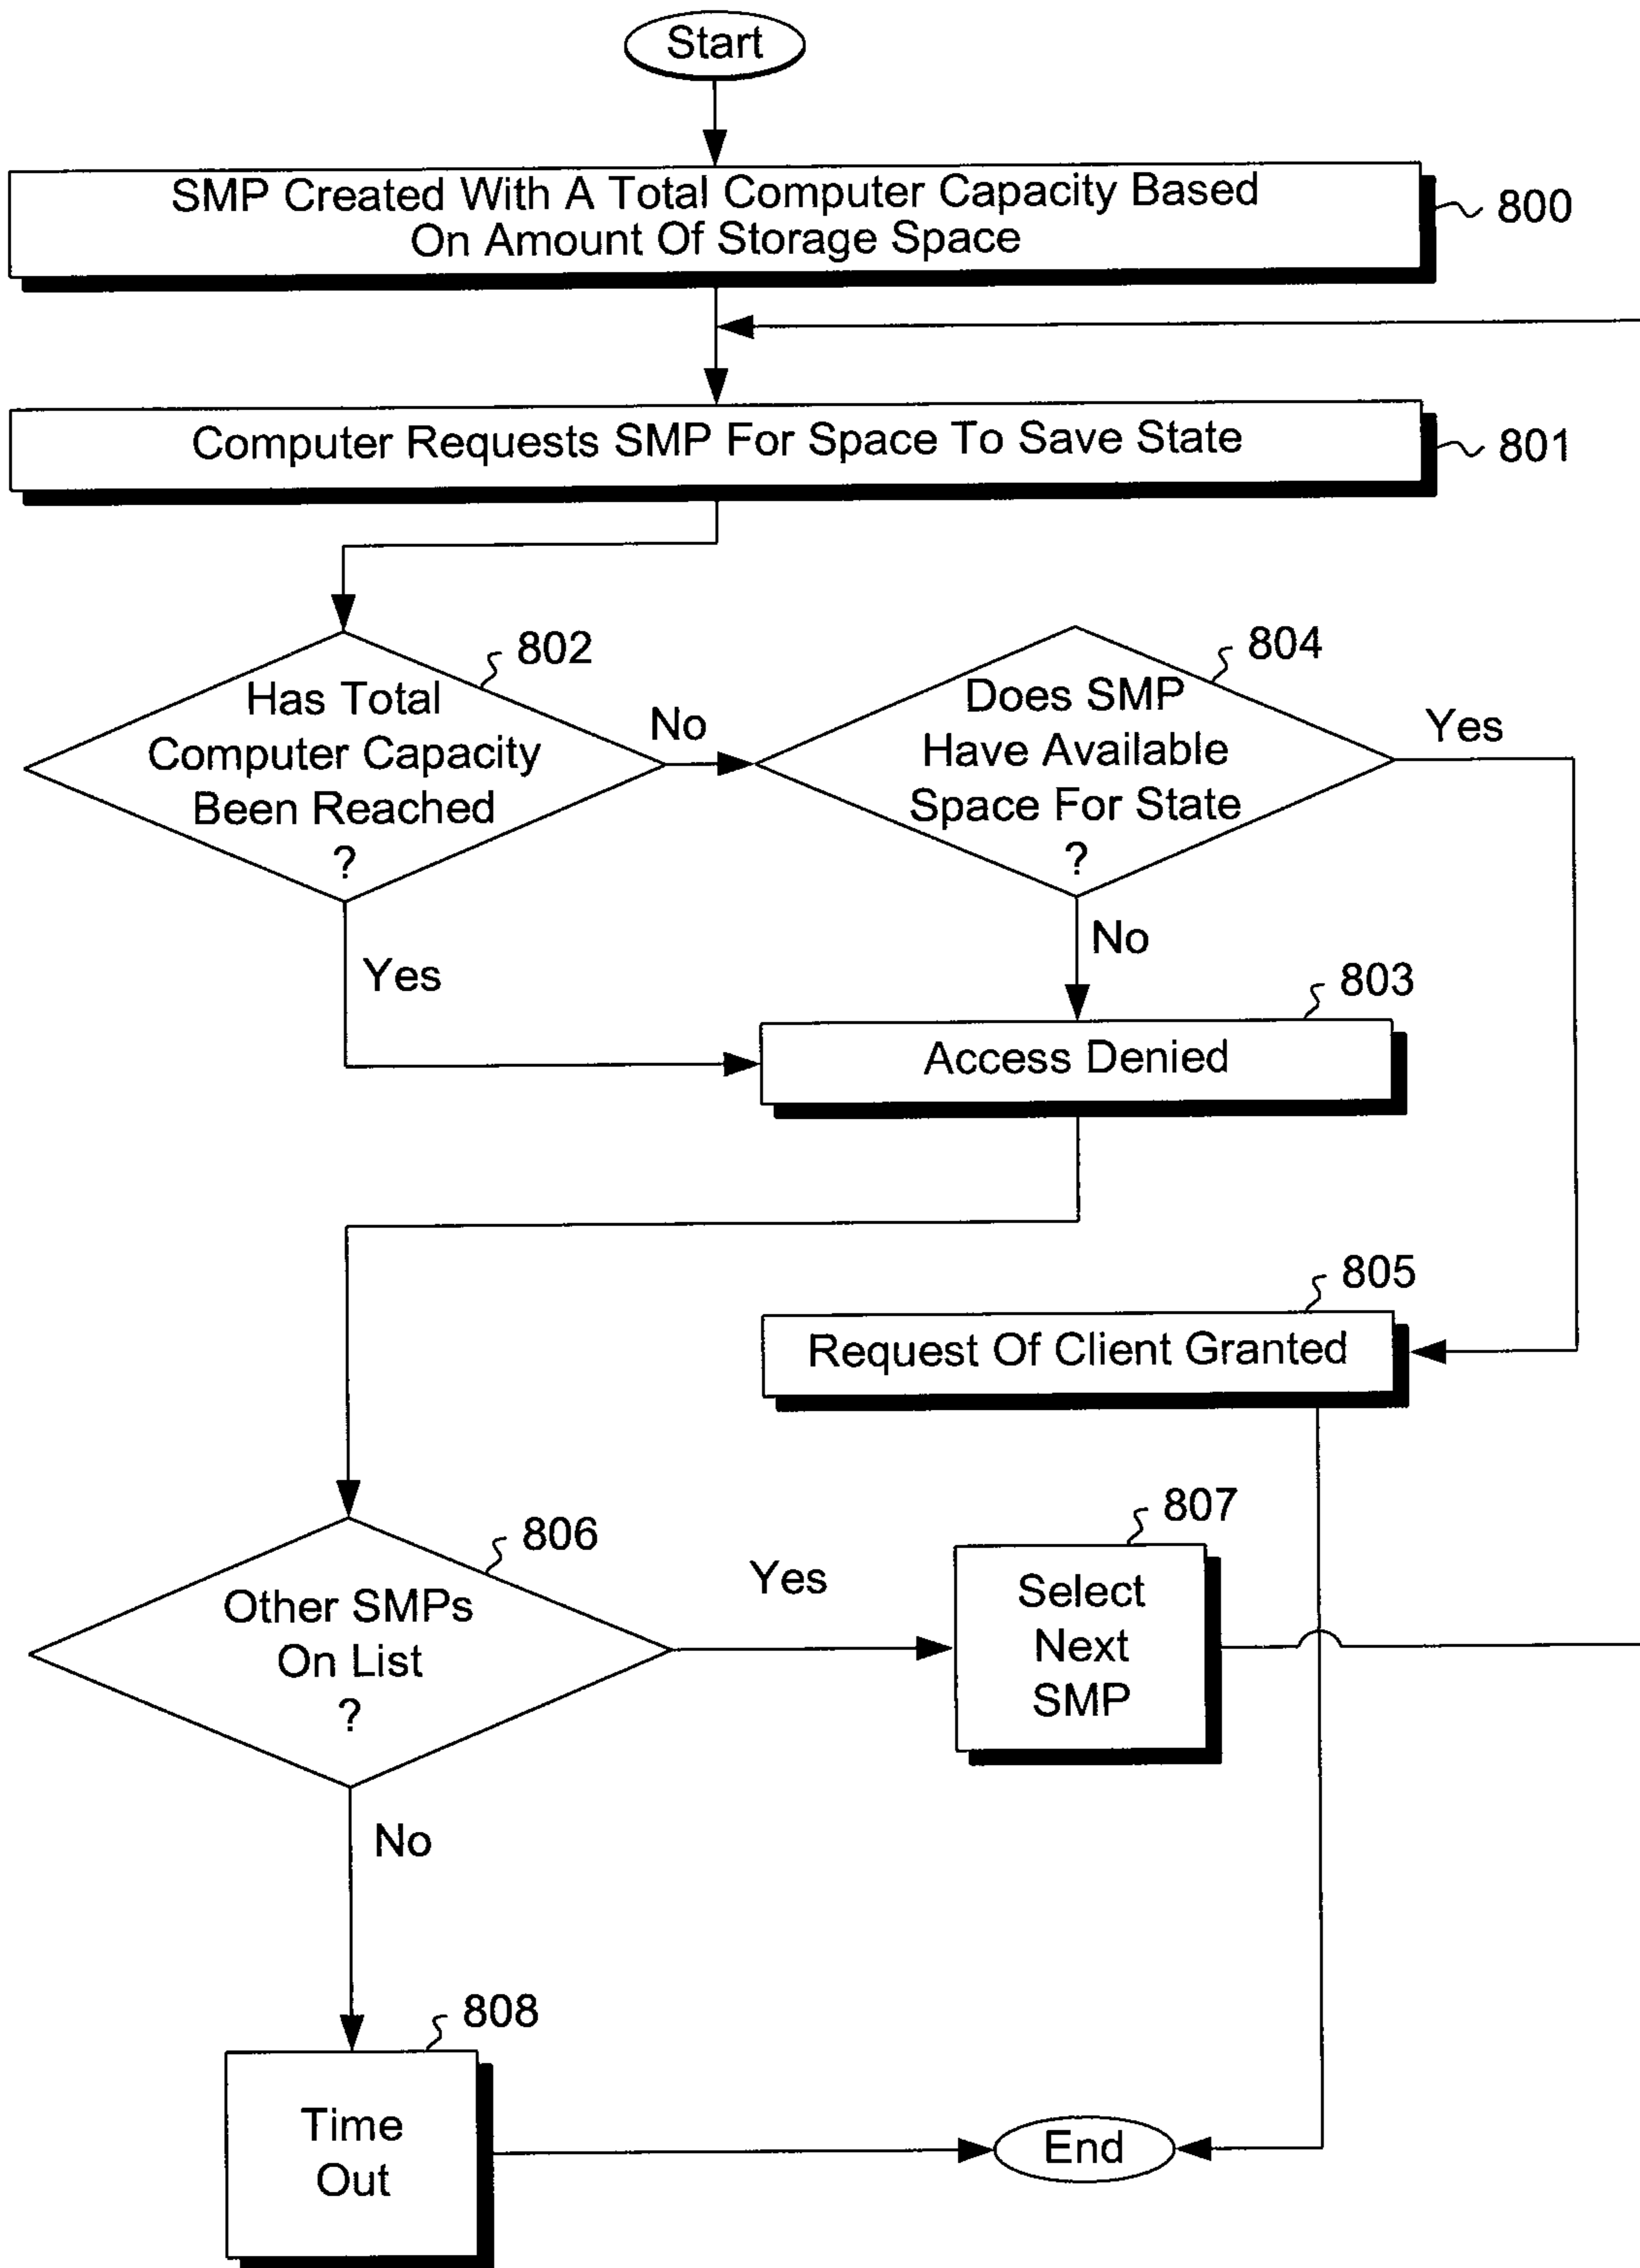 Start
SMP Created With A Total Computer Capacity Based
On Amount Of Storage Space
800
Computer Requests SMP For Space To Save State
801
802
Has Total
Computer Capacity
Been Reached
?
No
804
Does SMP
Have Available
Space For State
?
Yes
No
Yes
803
Access Denied
805
Request Of Client Granted
806
Other SMPs
On List
?
Yes
807
Select
Next
SMP
No
808
Time
Out
End